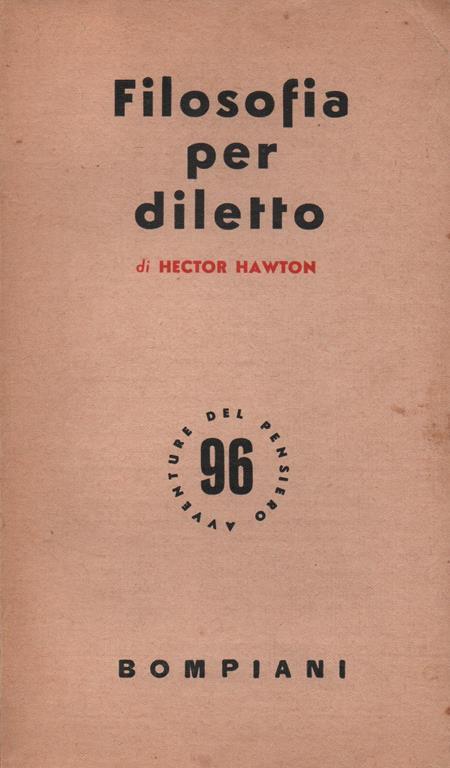 Filosofia
per
diletto
di HECTOR HAWTON
AVVENTURE DEL PENSIERO
96
BOMPIANI